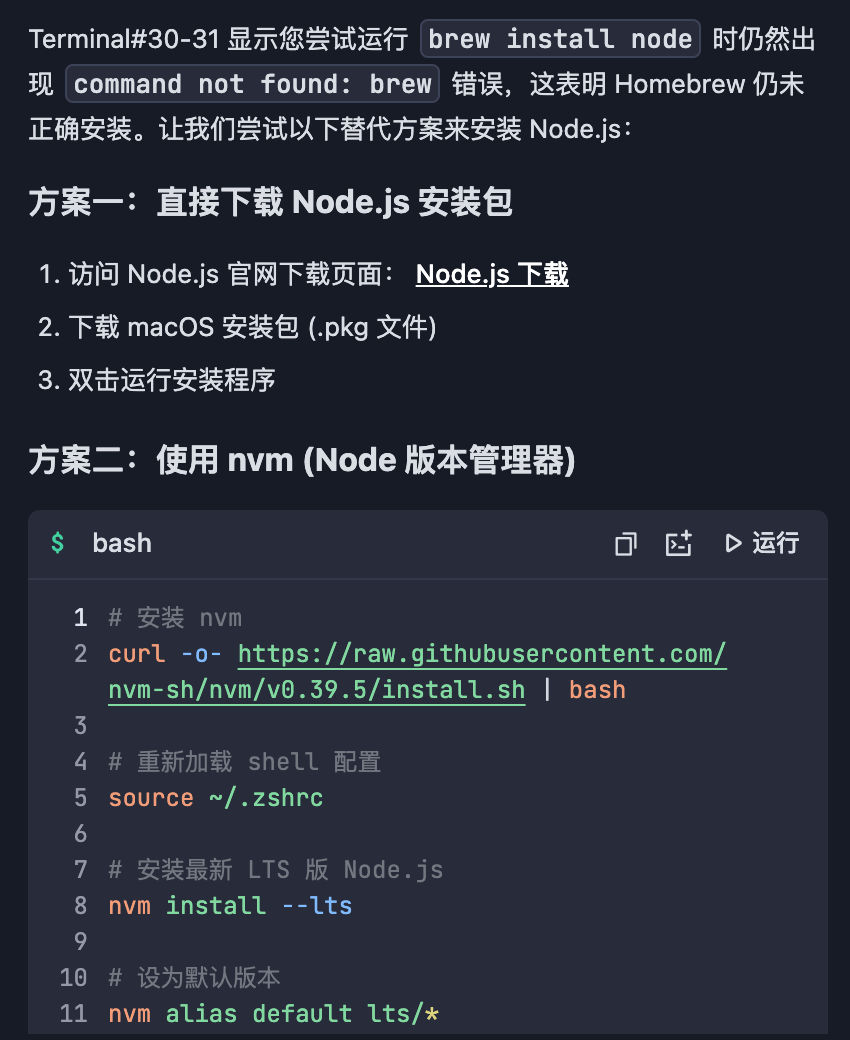 Terminal#30-31 显示您尝试运行 brew install node 时仍然出
现 command not found: brew 错误，这表明 Homebrew 仍未
正确安装。让我们尝试以下替代方案来安装 Node.js：
方案一：直接下载 Node.js 安装包
1. 访问 Node.js 官网下载页面： Node.js 下载
2. 下载 macOS 安装包 (.pkg 文件)
3. 双击运行安装程序
方案二：使用 nvm (Node 版本管理器)
$ bash 运行
1 # 安装 nvm
2 curl -o- https://raw.githubusercontent.com/
nvm-sh/nvm/v0.39.5/install.sh | bash
3
4 # 重新加载 shell 配置
5 source ~/.zshrc
6
7 # 安装最新 LTS 版 Node.js
8 nvm install --lts
9
10 # 设为默认版本
11 nvm alias default lts/*